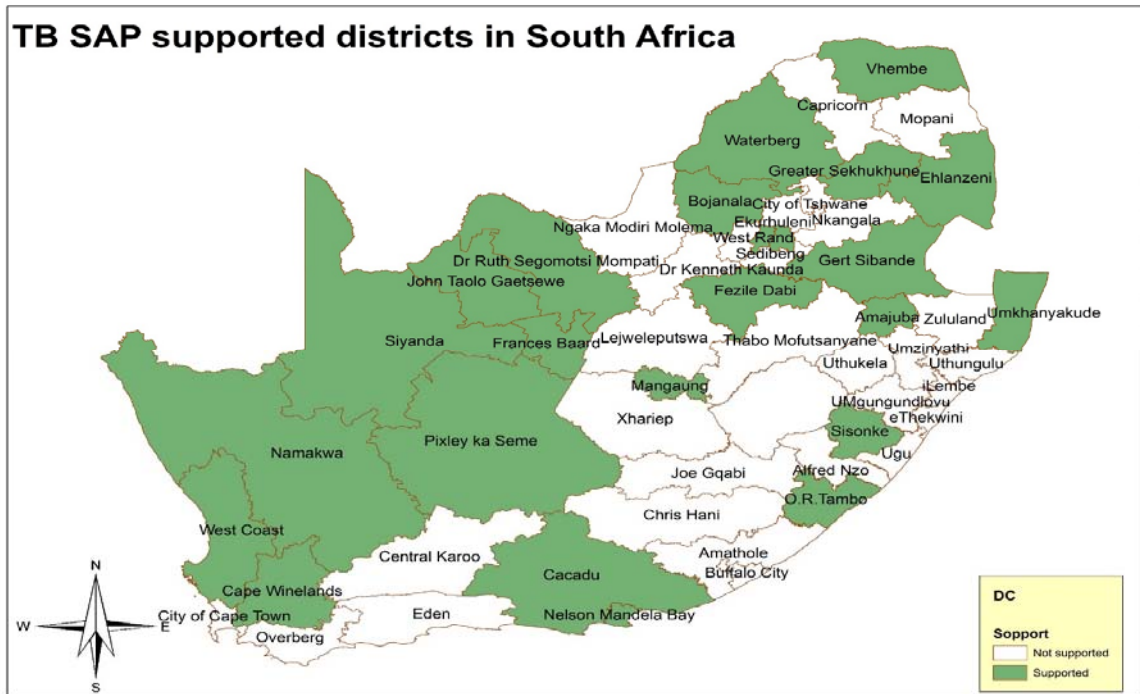 TB SAP supported districts in South Africa
Vhembe
Capricorn
Mopani
Waterberg
Greater Sekhukhune
Ehlanzeni
Bojanala
City of Tshwane
Ekurhuleni
Nkangala
Ngaka Modiri Molema
West Rand
Sedibeng
Dr Ruth Segomotsi Mompati
Gert Sibande
Dr Kenneth Kaunda
John Taolo Gaetsewe
Fezile Dabi
Amajuba
Umkhanyakude
Zululand
Siyanda
Frances Baard
Lejweleputswa
Thabo Mofutsanyane
Umzinyathi
Uthukela
Uthungulu
Mangaung
iLembe
UMgungundlovu
Xhariep
eThekwini
Sisonke
Pixley ka Seme
Namakwa
Ugu
Joe Gqabi
Alfred Nzo
O.R.Tambo
Chris Hani
West Coast
Central Karoo
Amathole
Buffalo City
Cacadu
Cape Winelands
City of Cape Town
Eden
Nelson Mandela Bay
Overberg
N
W
E
S
DC
Sopport
Not supported
Supported